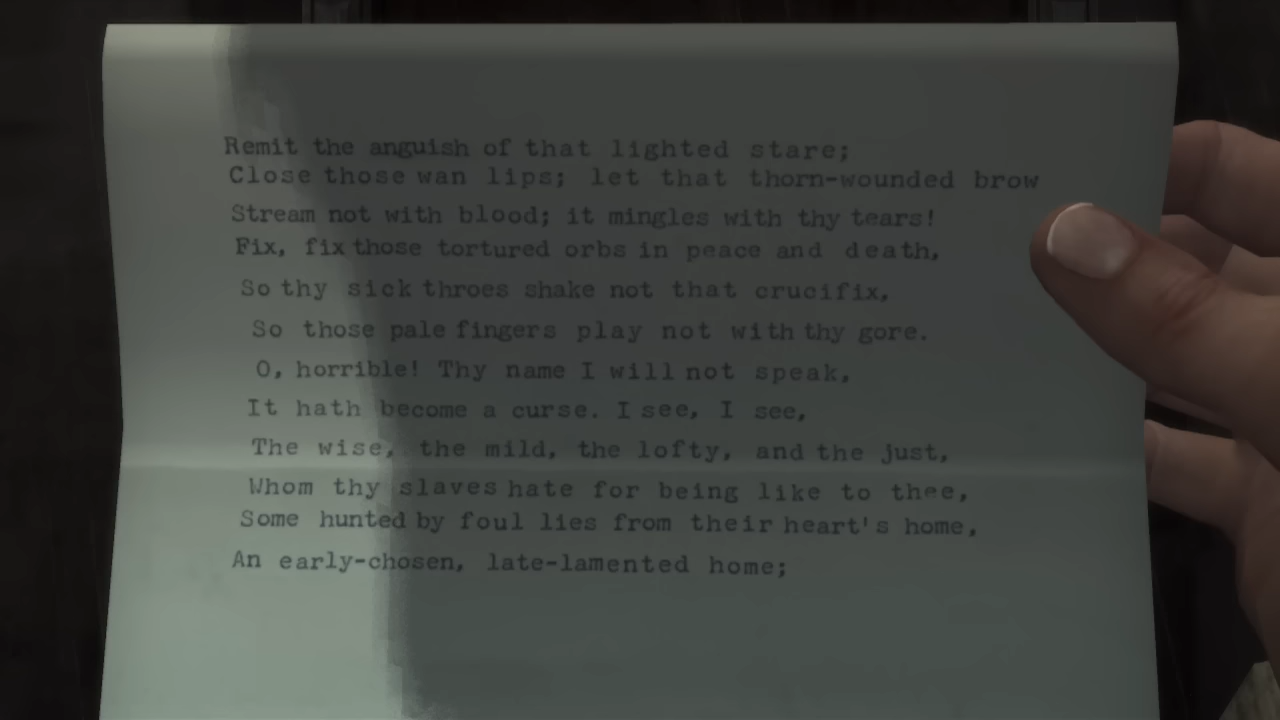 Remit the anguish of that lighted stare;
Close those wan lips; let that thorn-wounded brow
Stream not with blood; it mingles with thy tears!
Fix, fix those tortured orbs in peace and death,
So thy sick throes shake not that crucifix,
So those pale fingers play not with thy gore.
O, horrible! Thy name I will not speak,
It hath become a curse. I see, I see,
The wise, the mild, the lofty, and the just,
Whom thy slaves hate for being like to thee,
Some hunted by foul lies from their heart's home,
An early-chosen, late-lamented home;